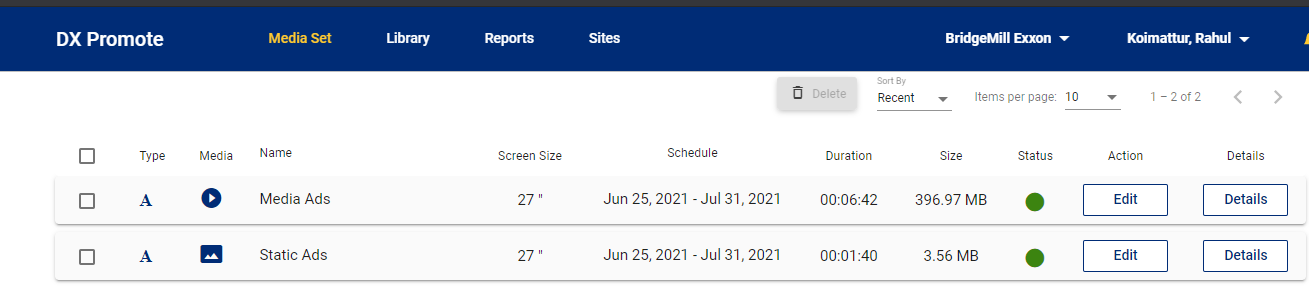 DX Promote Media Set Library Reports Sites BridgeMill Exxon Koimattur, Rahul
Delete Sort By Recent Items per page: 10 1 – 2 of 2
Type Media Name Screen Size Schedule Duration Size Status Action Details
A Media Ads 27 " Jun 25, 2021 - Jul 31, 2021 00:06:42 396.97 MB Edit Details
A Static Ads 27 " Jun 25, 2021 - Jul 31, 2021 00:01:40 3.56 MB Edit Details